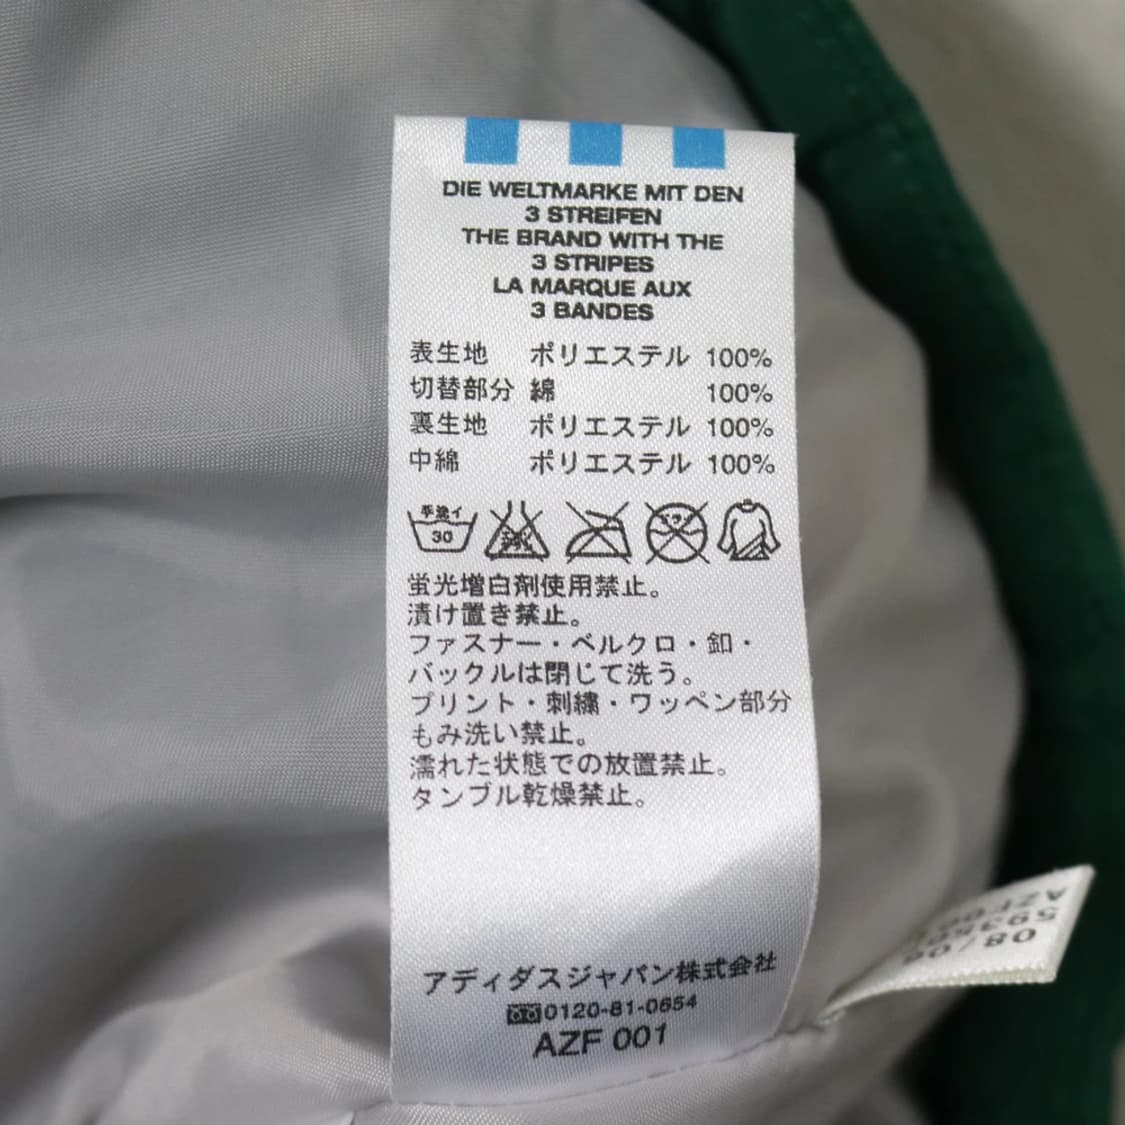 DIE WELTMARKE MIT DEN
3 STREIFEN
THE BRAND WITH THE
3 STRIPES
LA MARQUE AUX
3 BANDES
表生地 ポリエステル 100%
切替部分 綿 100%
裏生地 ポリエステル 100%
中綿 ポリエステル 100%
手洗イ
30
蛍光増白剤使用禁止。
漬け置き禁止。
ファスナー・ベルクロ・釦・
バックルは閉じて洗う。
プリント・刺繍・ワッペン部分
もみ洗い禁止。
濡れた状態での放置禁止。
タンブル乾燥禁止。
アディダスジャパン株式会社
0120-81-0654
AZF 001
08/08